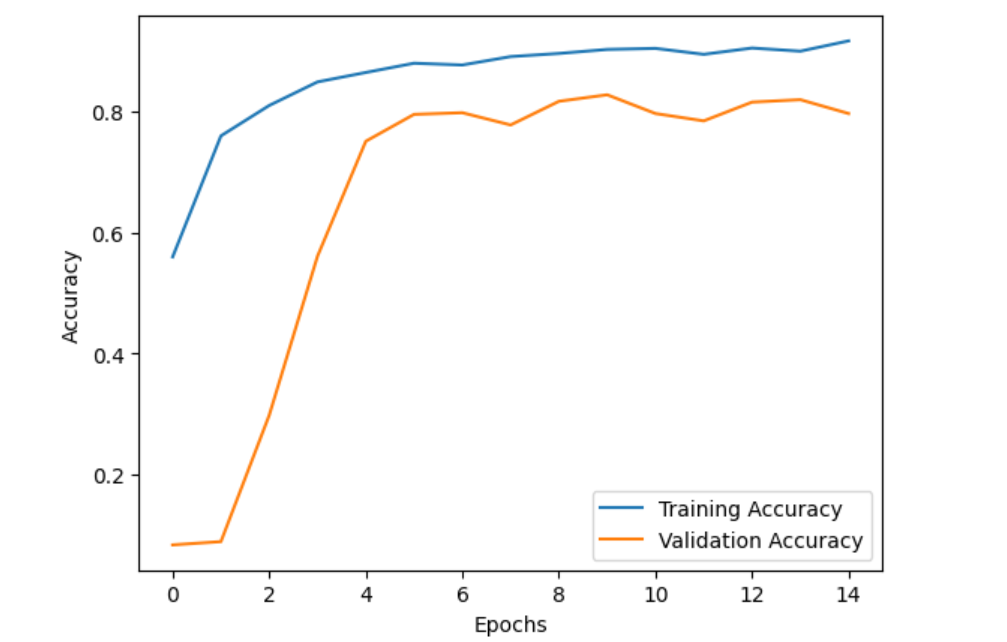 0.8
0.6
0.4
0.2
Accuracy
0 2 4 6 8 10 12 14
Epochs
Training Accuracy
Validation Accuracy